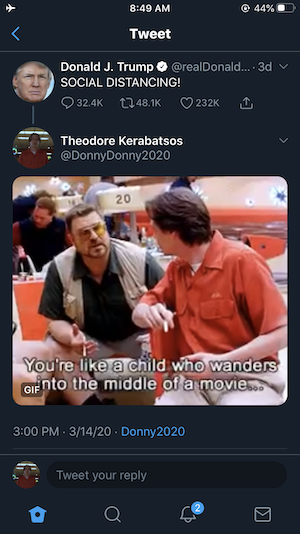 8:49 AM
44%
Tweet
Donald J. Trump @realDonald... · 3d
SOCIAL DISTANCING!
32.4K 48.1K 232K
Theodore Kerabatsos
@DonnyDonny2020
20
You're like a child who wanders
into the middle of a movie...
GIF
3:00 PM · 3/14/20 · Donny2020
Tweet your reply
2